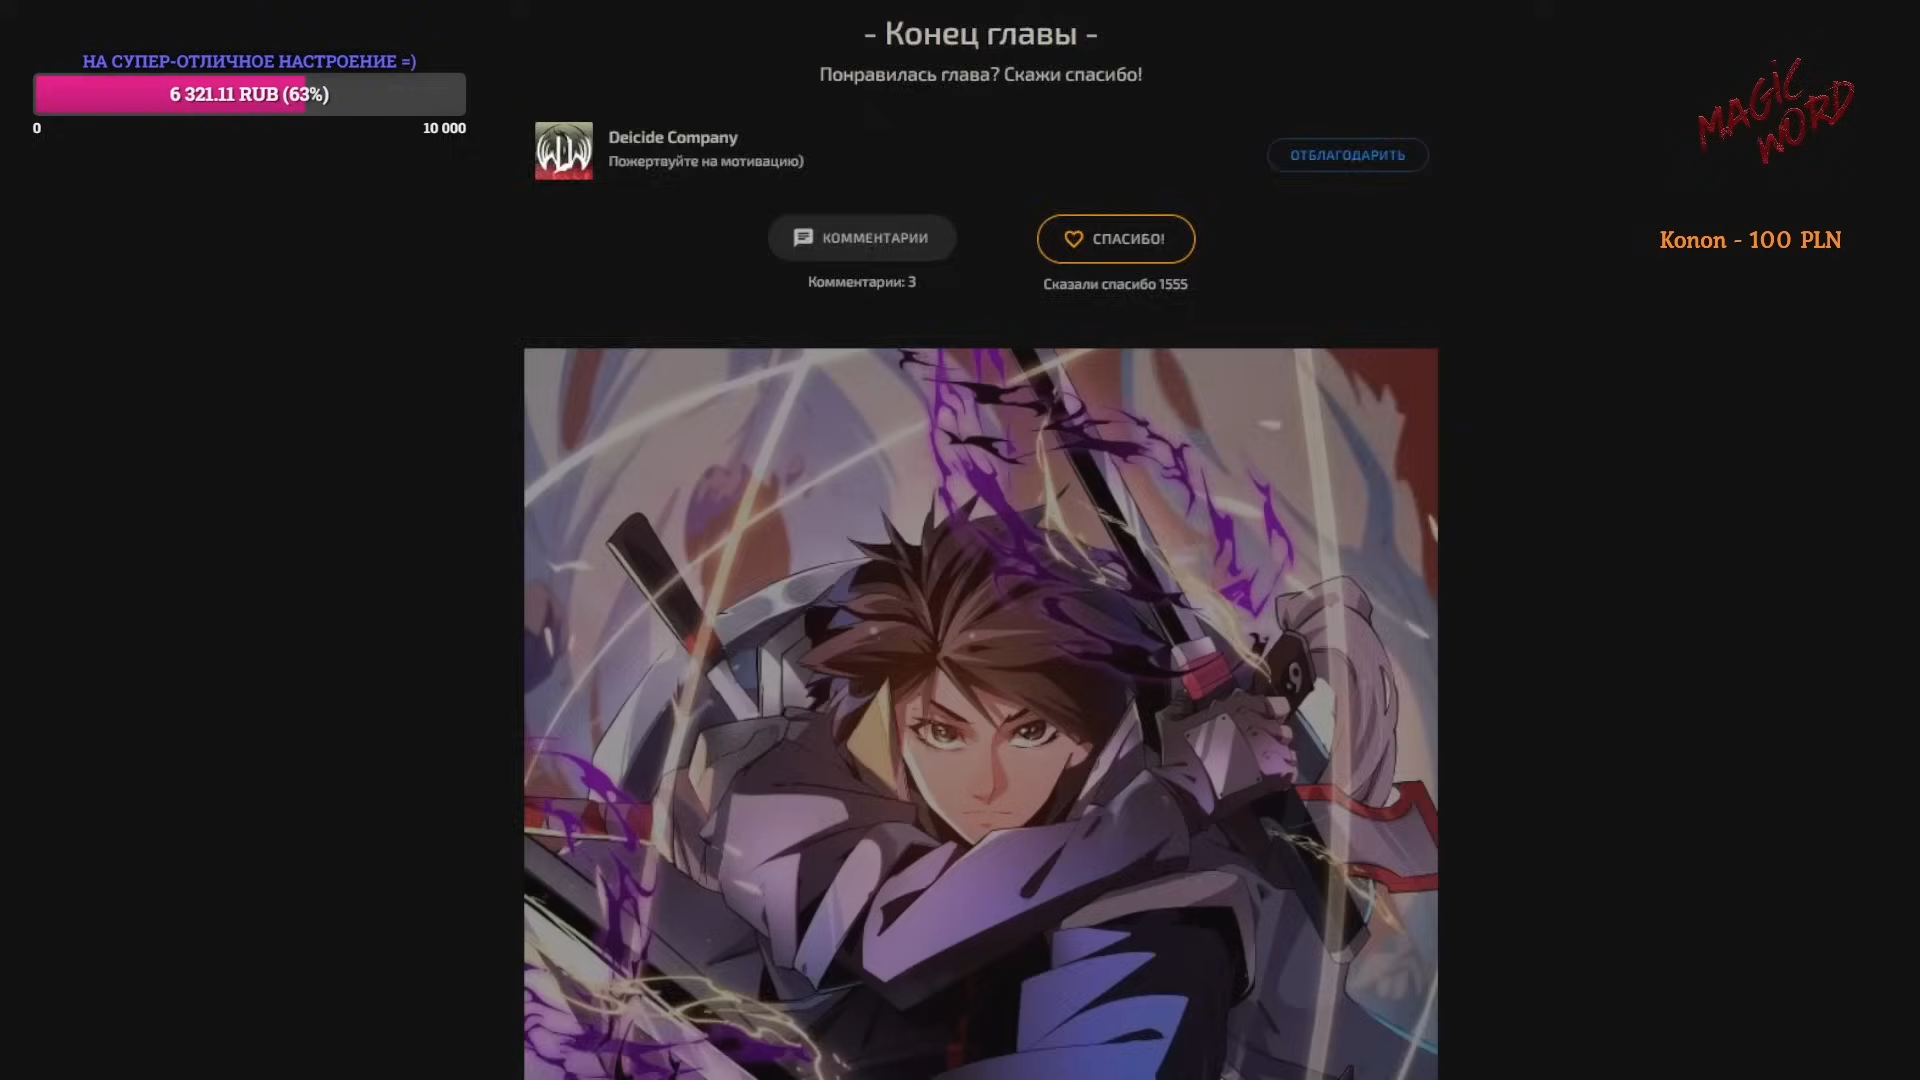 - Конец главы -
Понравилась глава? Скажи спасибо!
НА СУПЕР-ОТЛИЧНОЕ НАСТРОЕНИЕ =)
6 321.11 RUB (63%)
0
10 000
Deicide Company
Пожертвуйте на мотивацию)
ОТБЛАГОДАРИТЬ
MAGIC
WORD
КОММЕНТАРИИ
СПАСИБО!
Konon - 100 PLN
Комментарии: 3
Сказали спасибо 1555